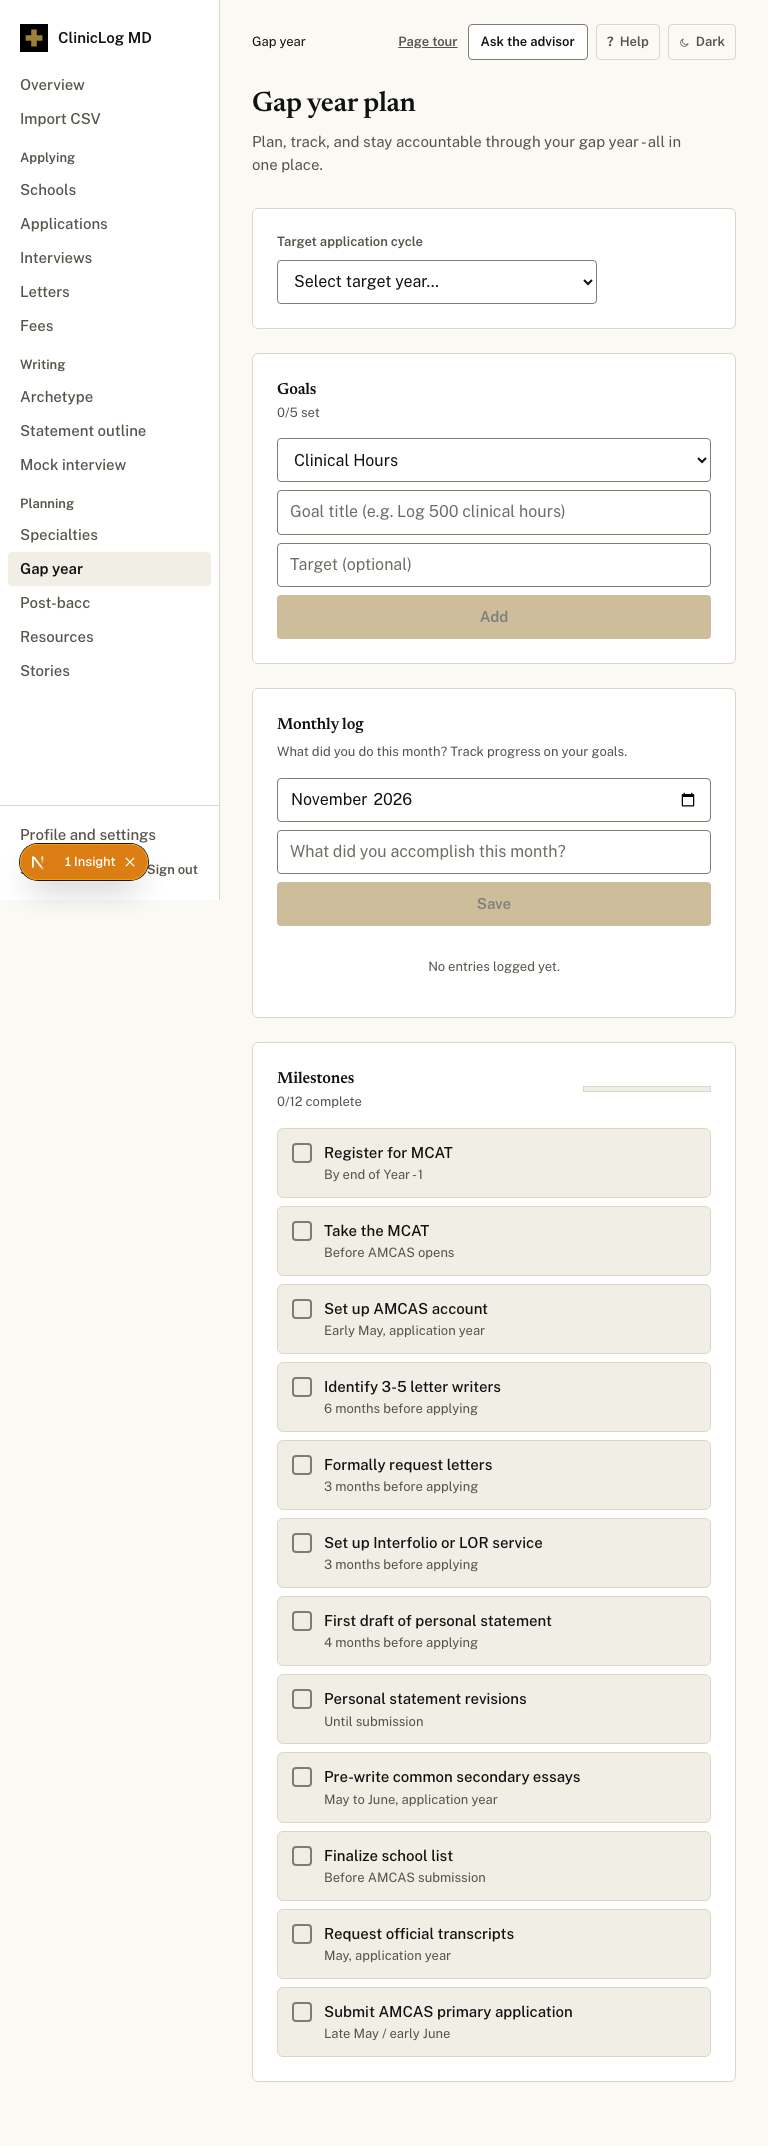 ClinicLog MD
Overview
Import CSV
Applying
Schools
Applications
Interviews
Letters
Fees
Writing
Archetype
Statement outline
Mock interview
Planning
Specialties
Gap year
Post-bacc
Resources
Stories
Profile and settings
1 Insight
Sign out
Gap year
Page tour
Ask the advisor
? Help
Dark
Gap year plan
Plan, track, and stay accountable through your gap year - all in
one place.
Target application cycle
Select target year...
Goals
0/5 set
Clinical Hours
Goal title (e.g. Log 500 clinical hours)
Target (optional)
Add
Monthly log
What did you do this month? Track progress on your goals.
November 2026
What did you accomplish this month?
Save
No entries logged yet.
Milestones
0/12 complete
Register for MCAT
By end of Year -1
Take the MCAT
Before AMCAS opens
Set up AMCAS account
Early May, application year
Identify 3-5 letter writers
6 months before applying
Formally request letters
3 months before applying
Set up Interfolio or LOR service
3 months before applying
First draft of personal statement
4 months before applying
Personal statement revisions
Until submission
Pre-write common secondary essays
May to June, application year
Finalize school list
Before AMCAS submission
Request official transcripts
May, application year
Submit AMCAS primary application
Late May / early June